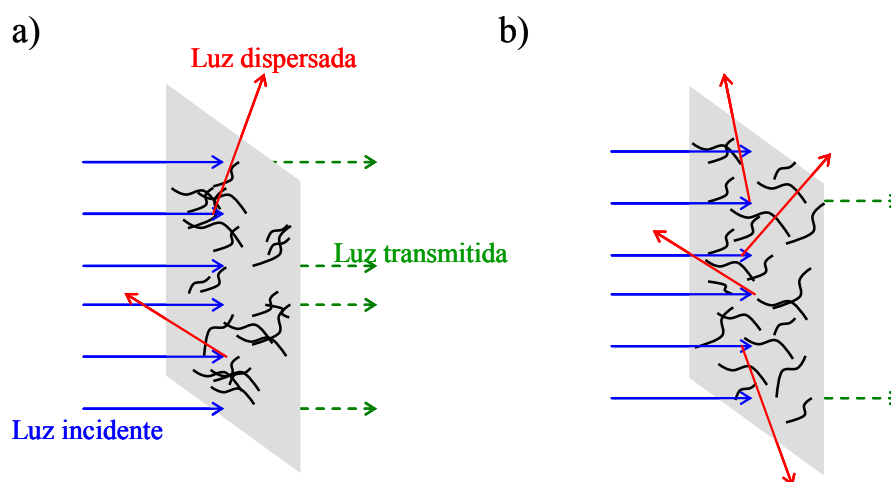 a)
b)
Luz dispersada
Luz transmitida
Luz incidente